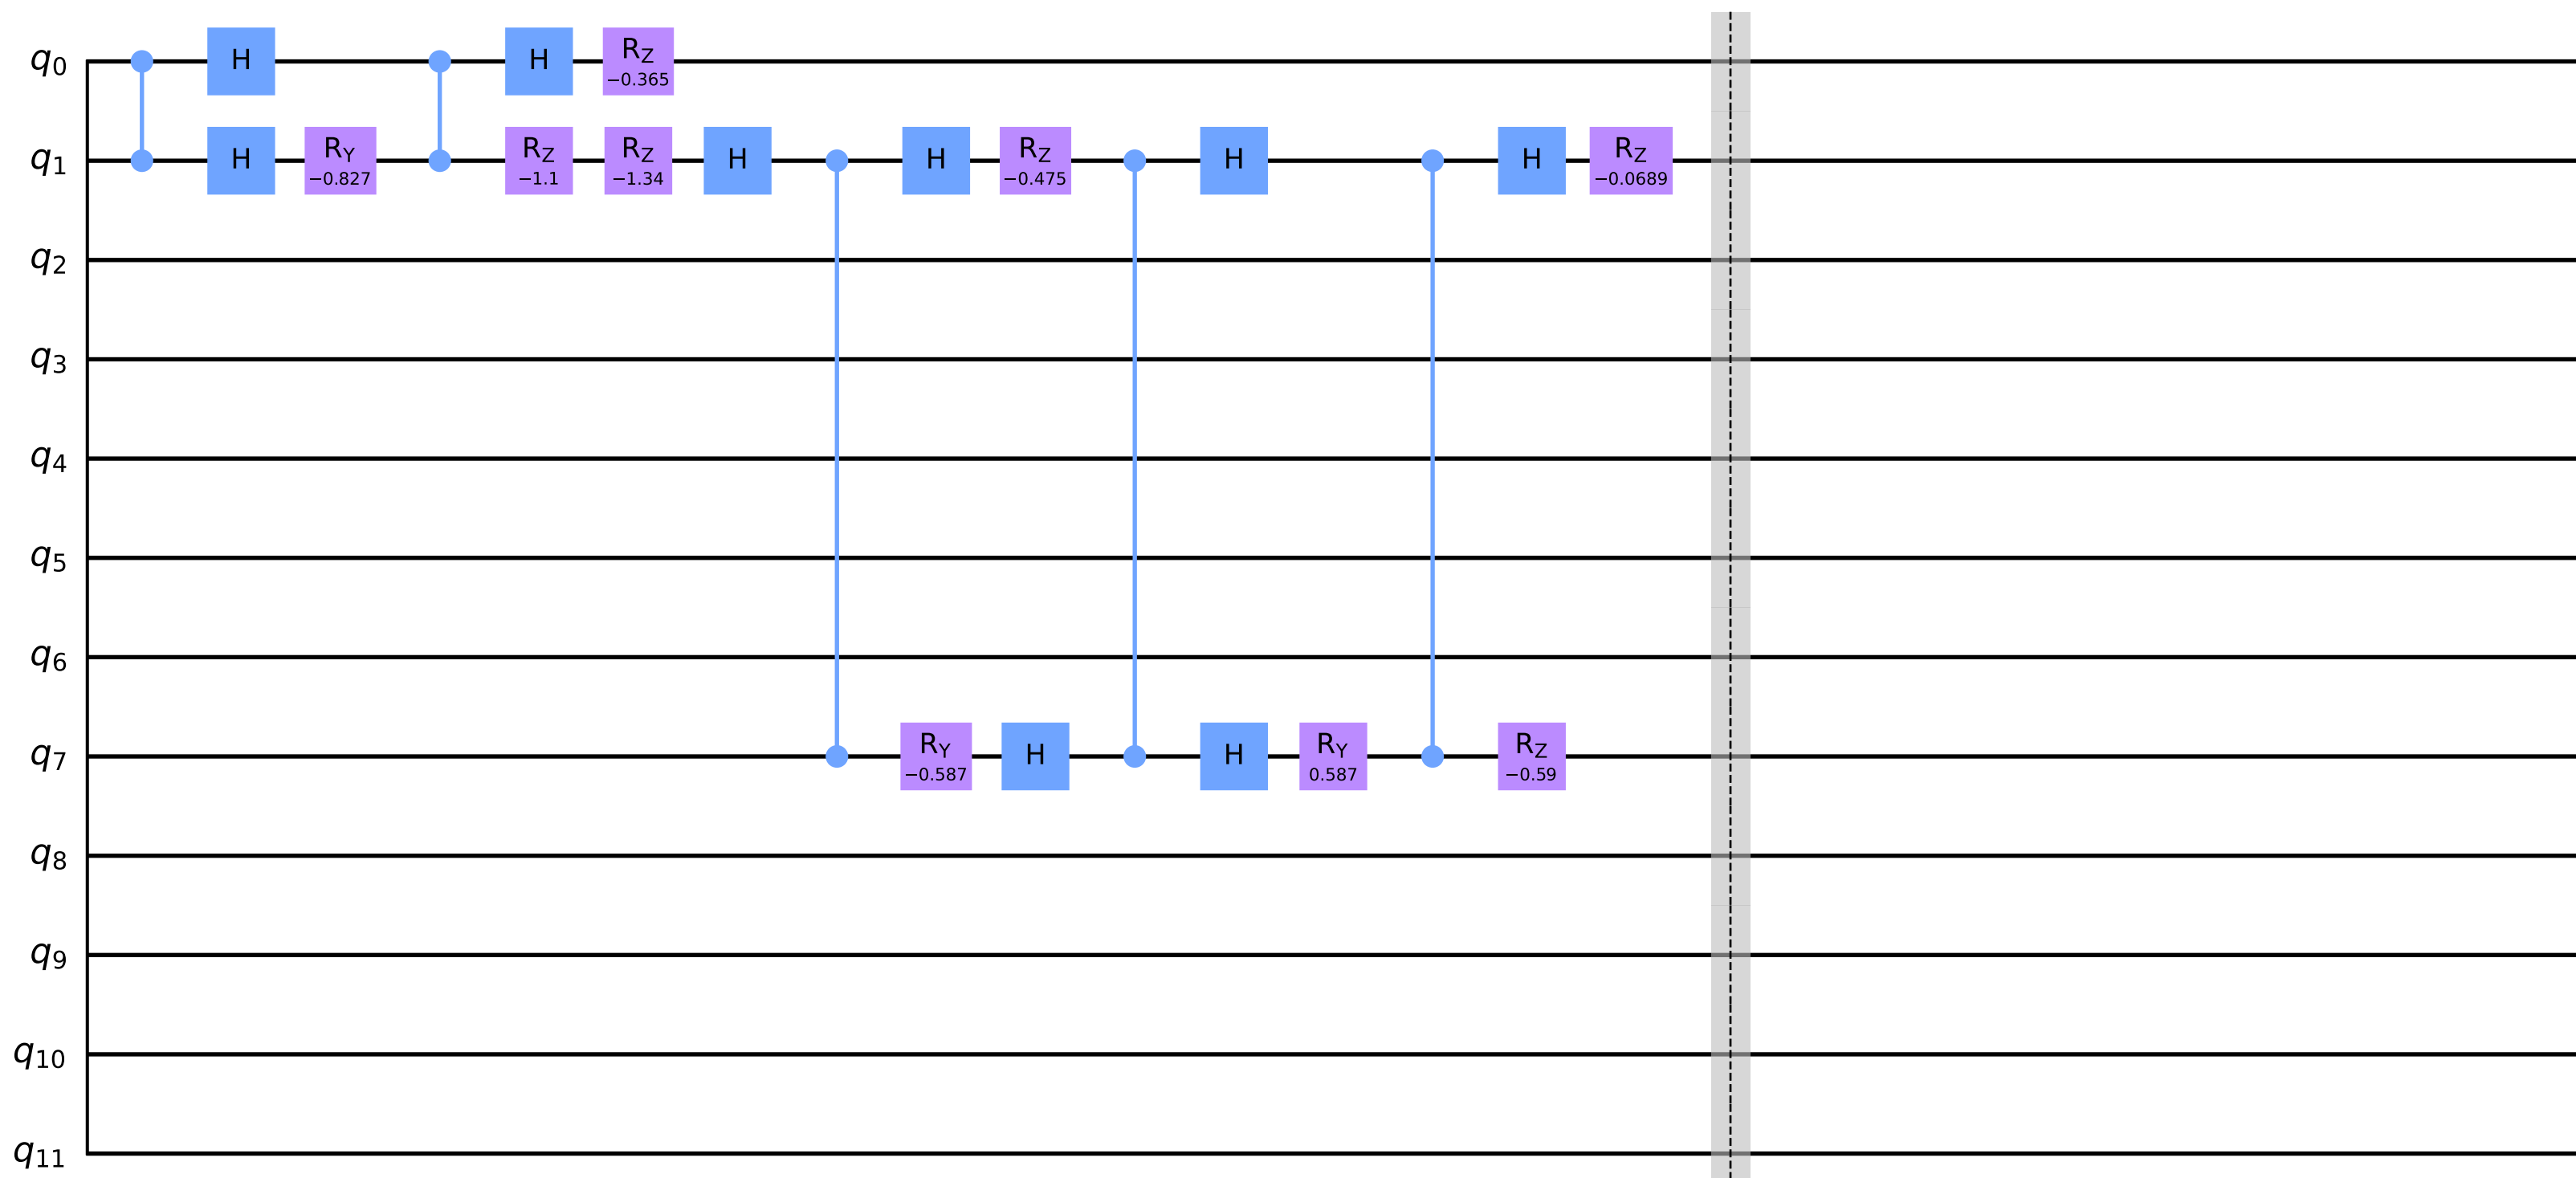 q0 H H RZ −0.365
q1 H RY −0.827 RZ −1.1 RZ −1.34 H H RZ −0.475 H H RZ −0.0689
q2
q3
q4
q5
q6
q7 RY −0.587 H H RY 0.587 RZ −0.59
q8
q9
q10
q11